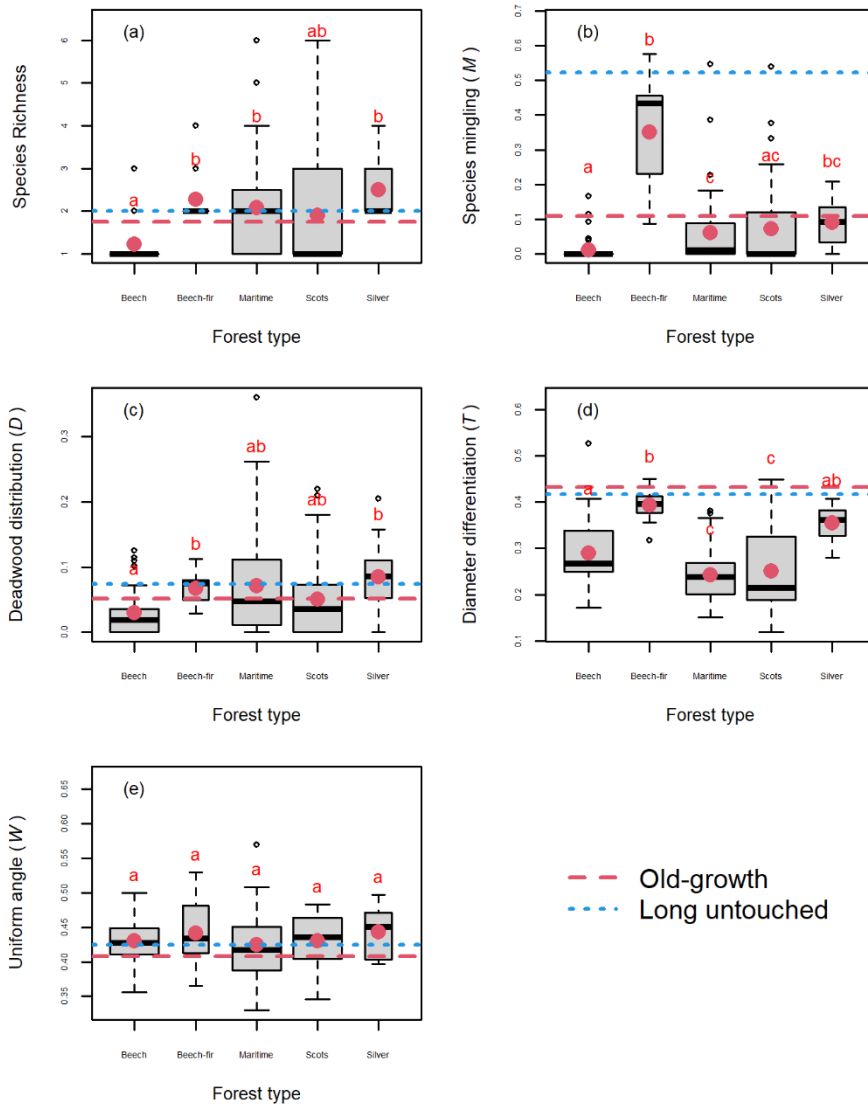 (a)
Species Richness
6
5
4
3
2
1
a
b
b
ab
b
Beech
Beech-fir
Maritime
Scots
Silver
Forest type
(b)
Species mingling ( M )
0.7
0.6
0.5
0.4
0.3
0.2
0.1
0.0
a
b
c
ac
bc
Beech
Beech-fir
Maritime
Scots
Silver
Forest type
(c)
Deadwood distribution (D)
0.3
0.2
0.1
0.0
a
b
ab
ab
b
Beech
Beech-fir
Maritime
Scots
Silver
Forest type
(d)
Diameter differentiation (T)
0.6
0.5
0.4
0.3
0.2
0.1
a
b
c
c
ab
Beech
Beech-fir
Maritime
Scots
Silver
Forest type
(e)
Uniform angle ( W )
0.65
0.60
0.55
0.50
0.45
0.40
0.35
a
a
a
a
a
Beech
Beech-fir
Maritime
Scots
Silver
Forest type
Old-growth
Long untouched